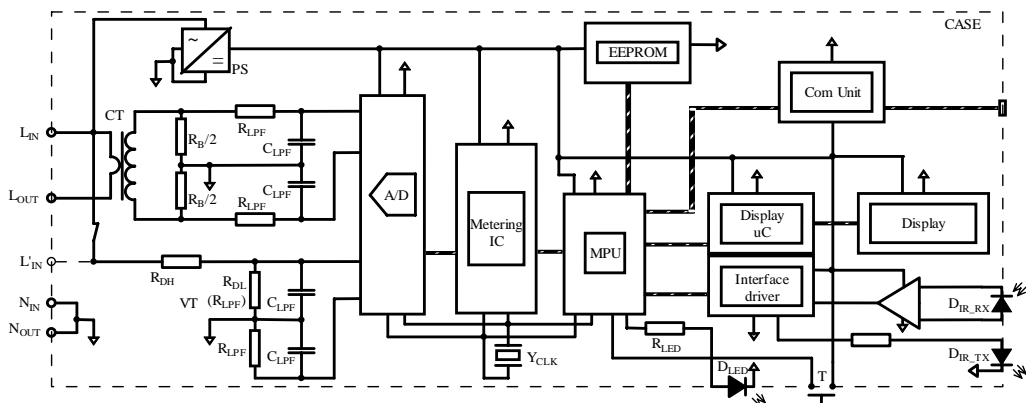 CASE
~
=
PS
EEPROM
Com Unit
CT
L_IN
R_LPF
R_B/2
C_LPF
L_OUT
R_B/2
C_LPF
R_LPF
A/D
Metering
IC
MPU
Display
uC
Display
L'_IN
R_DH
R_DL
(R_LPF)
C_LPF
VT
N_IN
N_OUT
R_LPF
C_LPF
Interface
driver
D_IR_RX
Y_CLK
R_LED
D_LED
T
D_IR_TX